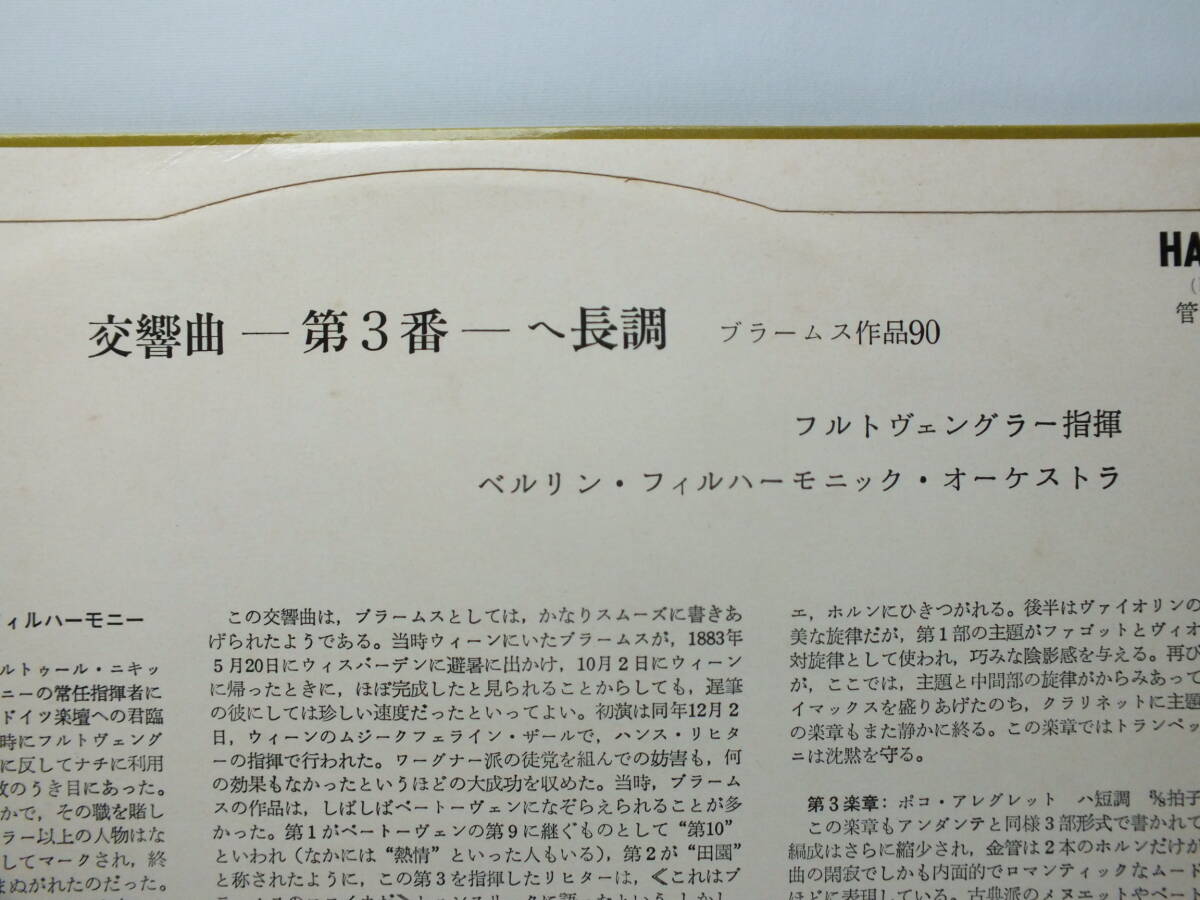 HA
管
交響曲 — 第3番 — ヘ長調 ブラームス作品90
フルトヴェングラー指揮
ベルリン・フィルハーモニック・オーケストラ
ィルハーモニー
ルトゥール・ニキッ
ニーの常任指揮者に
ドイツ楽壇への君臨
時にフルトヴェング
に反してナチに利用
放のうき目にあった。
かで，その職を賭し
ラー以上の人物はな
してマークされ，終
まぬがれたのだった。
この交響曲は，ブラームスとしては，かなりスムーズに書きあ
げられたようである。当時ウィーンにいたブラームスが，1883年
5月20日にウィスバーデンに避暑に出かけ，10月2日にウィーン
に帰ったときに，ほぼ完成したと見られることからしても，遅筆
の彼にしては珍しい速度だったといってよい。初演は同年12月2
日，ウィーンのムジークフェライン・ザールで，ハンス・リヒタ
ーの指揮で行われた。ワーグナー派の徒党を組んでの妨害も，何
の効果もなかったというほどの大成功を収めた。当時，ブラーム
スの作品は，しばしばベートーヴェンになぞらえられることが多
かった。第1がベートーヴェンの第9に継ぐものとして“第10”
といわれ（なかには“熱情”といった人もいる），第2が“田園”
と称されたように，この第3を指揮したリヒターは，≪これはブ
エ，ホルンにひきつがれる。後半はヴァイオリンの
美な旋律だが，第1部の主題がファゴットとヴィオ
対旋律として使われ，巧みな陰影感を与える。再び
が，ここでは，主題と中間部の旋律がからみあって
イマックスを盛りあげたのち，クラリネットに主題
の楽章もまた静かに終る。この楽章ではトランペッ
ニは沈黙を守る。
第3楽章：ポコ・アレグレット ハ短調 3/8拍子
この楽章もアンダンテと同様3部形式で書かれて
編成はさらに縮少され，金管は2本のホルンだけが
曲の閑寂でしかも内面的でロマンティックなムード
ほどに表現している。古典派のメヌエットやベート